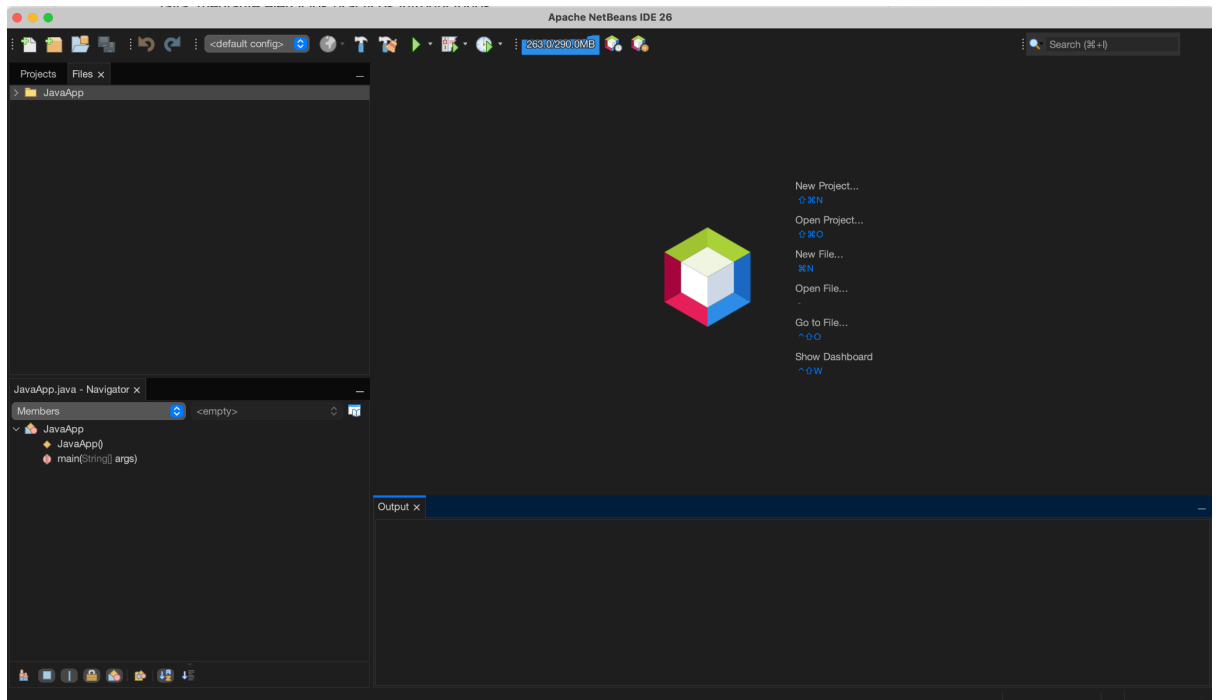 Apache NetBeans IDE 26
<default config>
263.0/290.0MB
Search (⌘+I)
Projects Files ×
JavaApp
New Project...
⇧⌘N
Open Project...
⇧⌘O
New File...
⌘N
Open File...
-
Go to File...
^⇧O
Show Dashboard
^⇧W
JavaApp.java - Navigator ×
Members <empty>
JavaApp
JavaApp()
main(String[] args)
Output ×